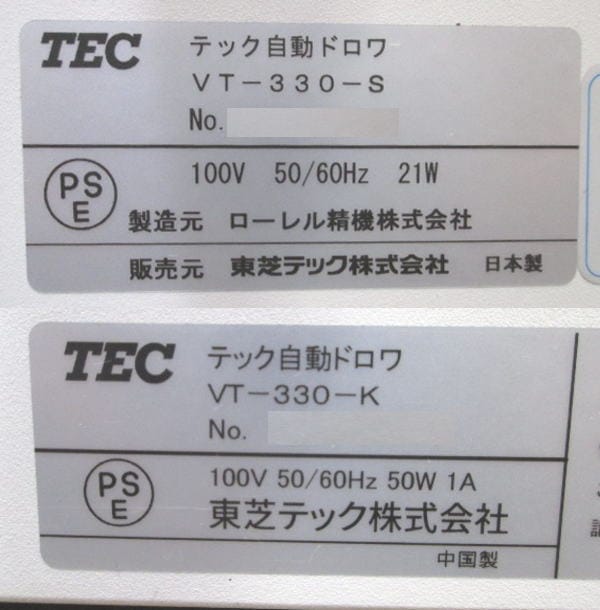 TEC テック自動ドロワ
VT-330-S
No.
PS
E
100V 50/60Hz 21W
製造元 ローレル精機株式会社
販売元 東芝テック株式会社 日本製
TEC テック自動ドロワ
VT-330-K
No.
PS
E
100V 50/60Hz 50W 1A
東芝テック株式会社
中国製